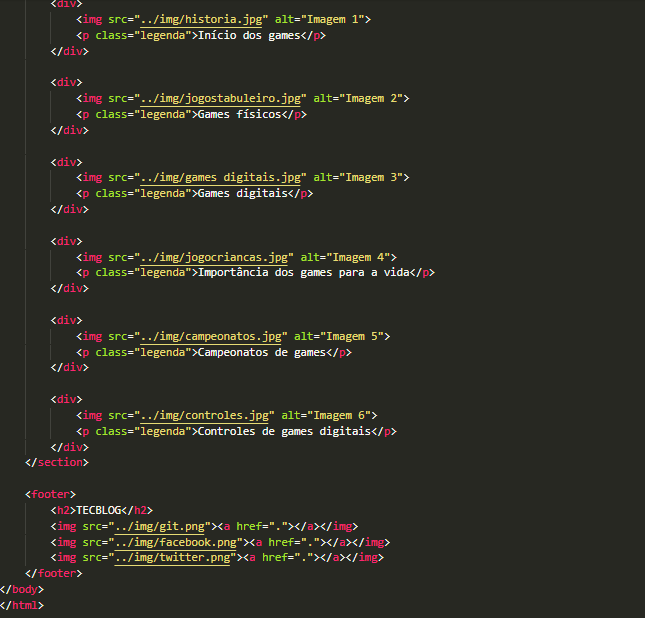 <div>
<img src="../img/historia.jpg" alt="Imagem 1">
<p class="legenda">Início dos games</p>
</div>
<div>
<img src="../img/jogostabuleiro.jpg" alt="Imagem 2">
<p class="legenda">Games físicos</p>
</div>
<div>
<img src="../img/games digitais.jpg" alt="Imagem 3">
<p class="legenda">Games digitais</p>
</div>
<div>
<img src="../img/jogocriancas.jpg" alt="Imagem 4">
<p class="legenda">Importância dos games para a vida</p>
</div>
<div>
<img src="../img/campeonatos.jpg" alt="Imagem 5">
<p class="legenda">Campeonatos de games</p>
</div>
<div>
<img src="../img/controles.jpg" alt="Imagem 6">
<p class="legenda">Controles de games digitais</p>
</div>
</section>
<footer>
<h2>TECBLOG</h2>
<img src="../img/git.png"><a href="."></a></img>
<img src="../img/facebook.png"><a href="."></a></img>
<img src="../img/twitter.png"><a href="."></a></img>
</footer>
</body>
</html>